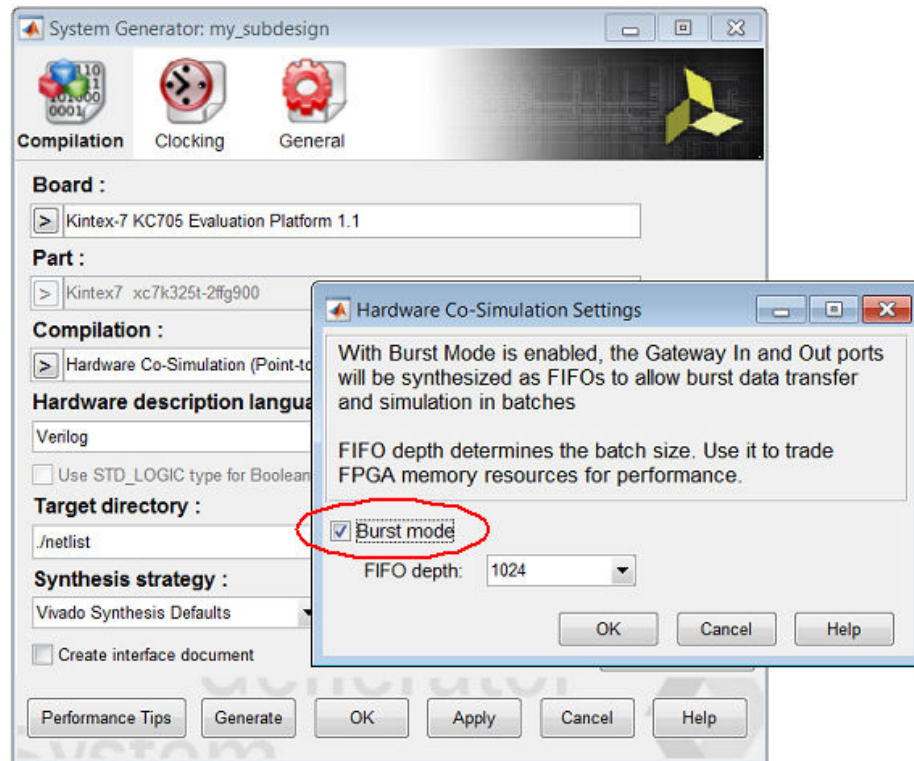 System Generator: my_subdesign
Compilation
Clocking
General
Board :
> Kintex-7 KC705 Evaluation Platform 1.1
Part :
> Kintex7 xc7k325t-2ffg900
Compilation :
> Hardware Co-Simulation (Point-to
Hardware description langua
Verilog
Use STD_LOGIC type for Boolean
Target directory :
./netlist
Synthesis strategy :
Vivado Synthesis Defaults
Create interface document
Performance Tips
Generate
OK
Apply
Cancel
Help
Hardware Co-Simulation Settings
With Burst Mode is enabled, the Gateway In and Out ports
will be synthesized as FIFOs to allow burst data transfer
and simulation in batches
FIFO depth determines the batch size. Use it to trade
FPGA memory resources for performance.
Burst mode
FIFO depth: 1024
OK
Cancel
Help